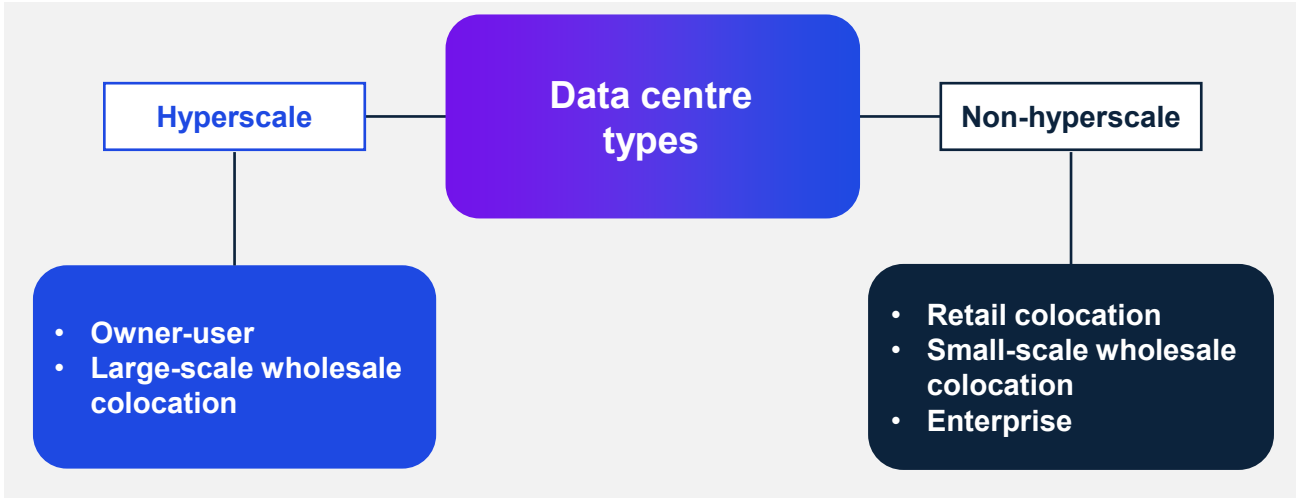 Data centre
types
Hyperscale
Non-hyperscale
• Owner-user
• Large-scale wholesale
colocation
• Retail colocation
• Small-scale wholesale
colocation
• Enterprise